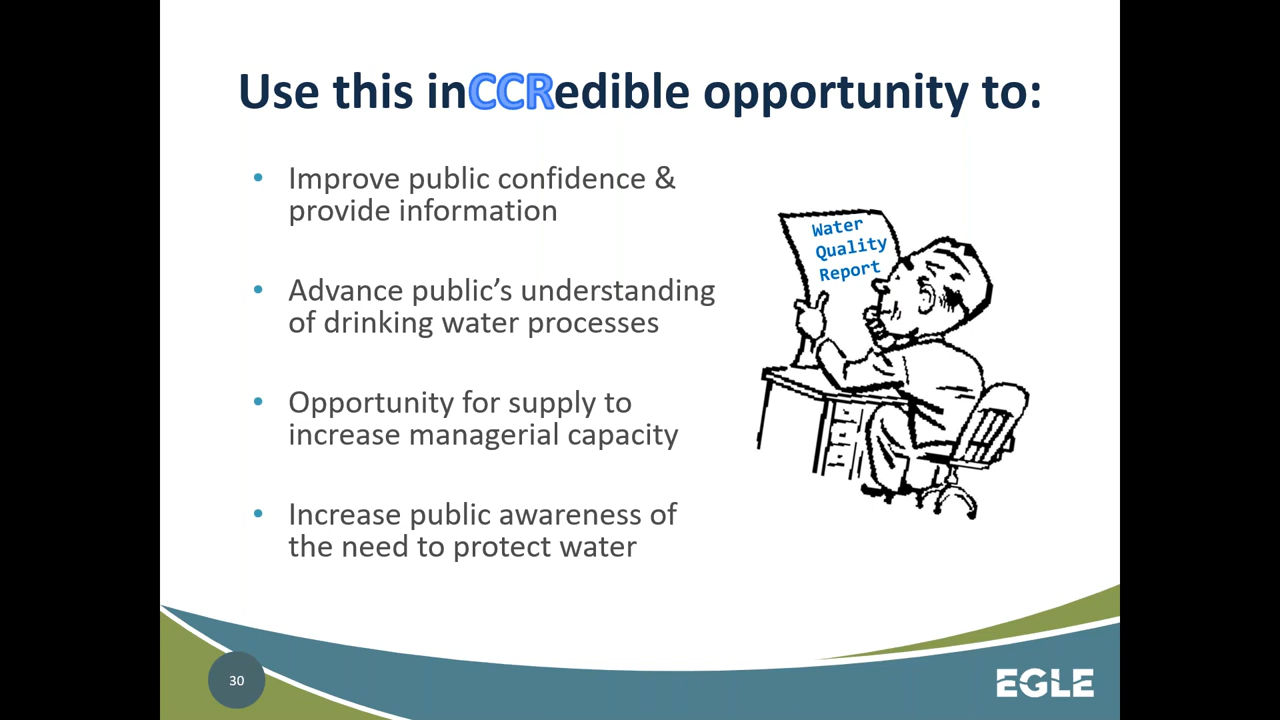 Use this inCCRedible opportunity to:
• Improve public confidence &
provide information
• Advance public’s understanding
of drinking water processes
• Opportunity for supply to
increase managerial capacity
• Increase public awareness of
the need to protect water
Water
Quality
Report
30
EGLE